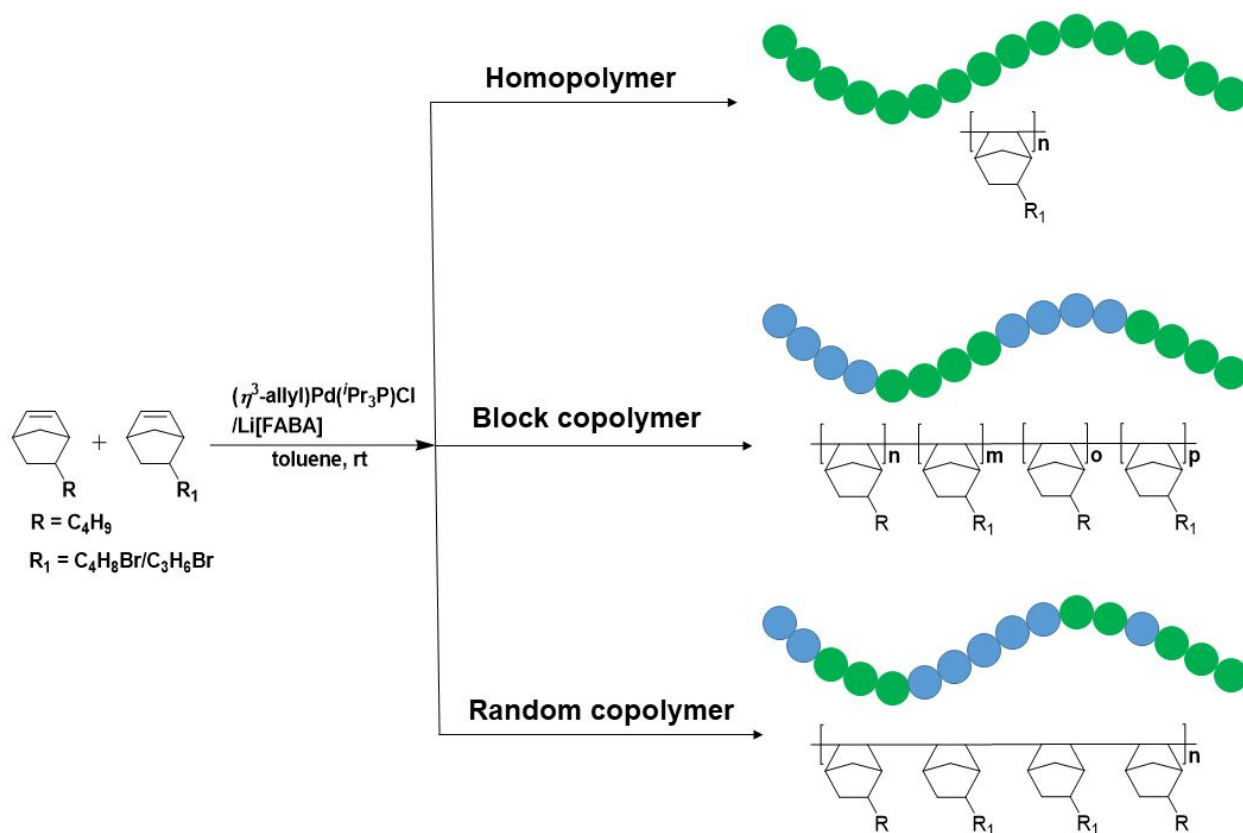 Homopolymer
n
R1
(η3-allyl)Pd(iPr3P)Cl
/Li[FABA]
toluene, rt
+
R
R1
R = C4H9
R1 = C4H8Br/C3H6Br
Block copolymer
n m o p
R R1 R R1
Random copolymer
n
R R1 R1 R